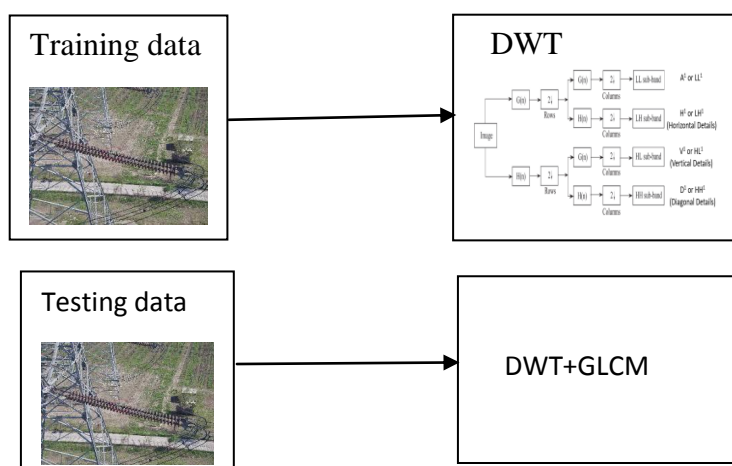 Training data
DWT
G(n) 2↓ LL sub-band A¹ or LL¹
Columns
G(n) 2↓
Rows
H(n) 2↓ LH sub-band H¹ or LH¹
Columns (Horizontal Details)
Image
G(n) 2↓ HL sub-band V¹ or HL¹
Columns (Vertical Details)
H(n) 2↓
Rows
H(n) 2↓ HH sub-band D¹ or HH¹
Columns (Diagonal Details)
Testing data
DWT+GLCM